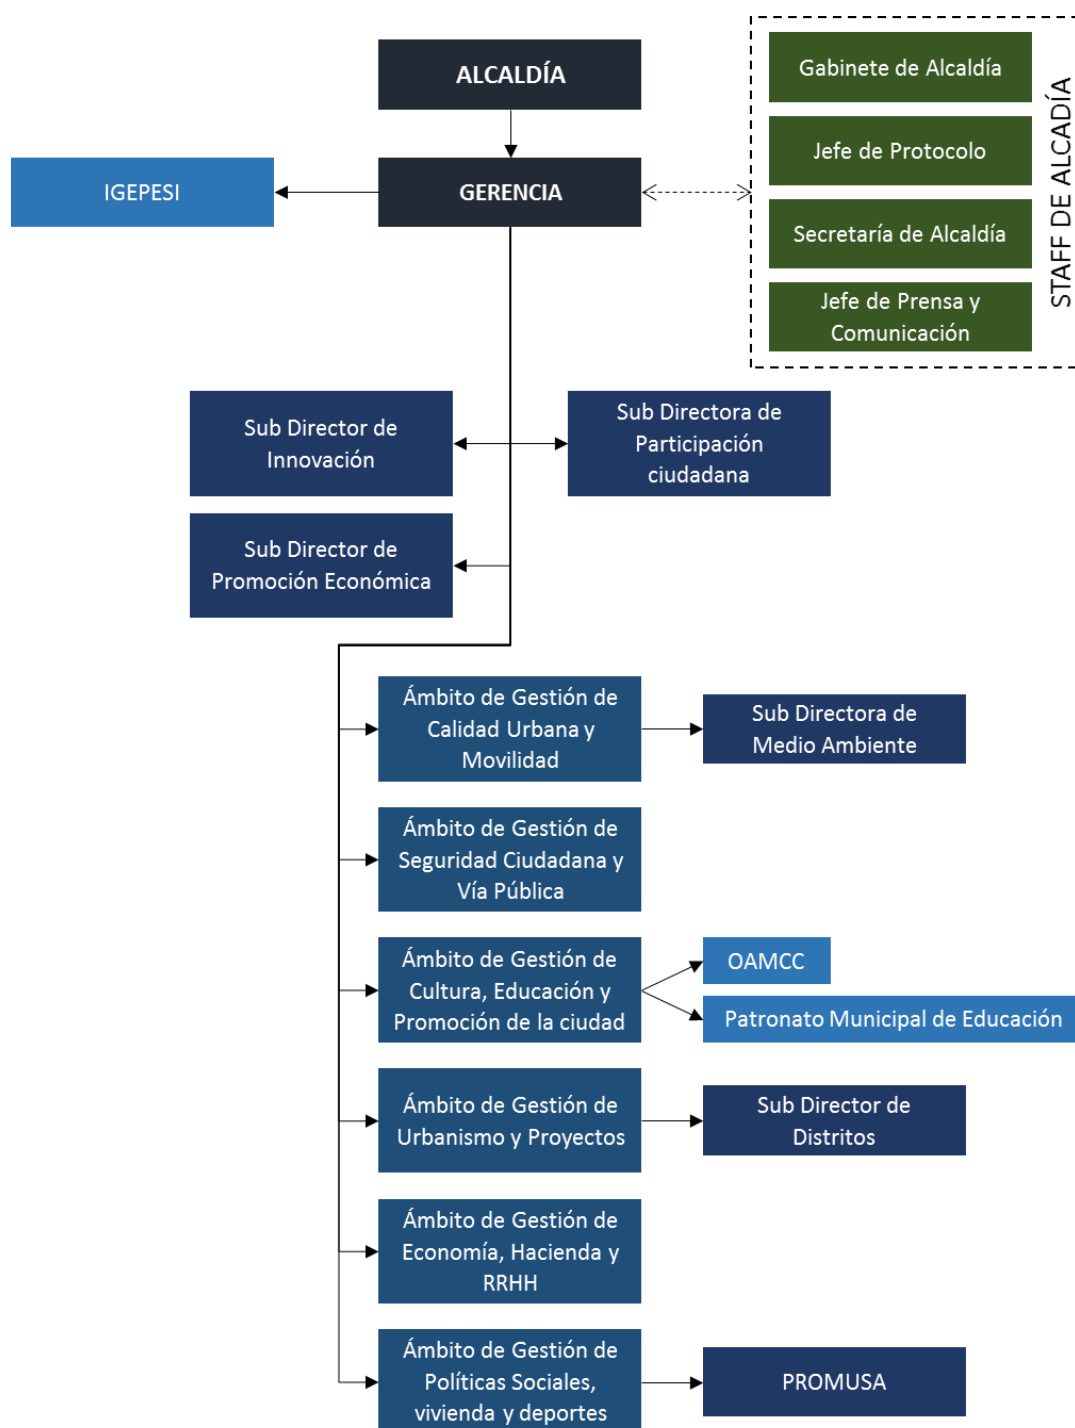 ALCALDÍA
GERENCIA
IGEPESI
Gabinete de Alcaldía
Jefe de Protocolo
Secretaría de Alcaldía
Jefe de Prensa y
Comunicación
STAFF DE ALCADÍA
Sub Director de
Innovación
Sub Directora de
Participación
ciudadana
Sub Director de
Promoción Económica
Ámbito de Gestión de
Calidad Urbana y
Movilidad
Sub Directora de
Medio Ambiente
Ámbito de Gestión de
Seguridad Ciudadana y
Vía Pública
Ámbito de Gestión de
Cultura, Educación y
Promoción de la ciudad
OAMCC
Patronato Municipal de Educación
Ámbito de Gestión de
Urbanismo y Proyectos
Sub Director de
Distritos
Ámbito de Gestión de
Economía, Hacienda y
RRHH
Ámbito de Gestión de
Políticas Sociales,
vivienda y deportes
PROMUSA